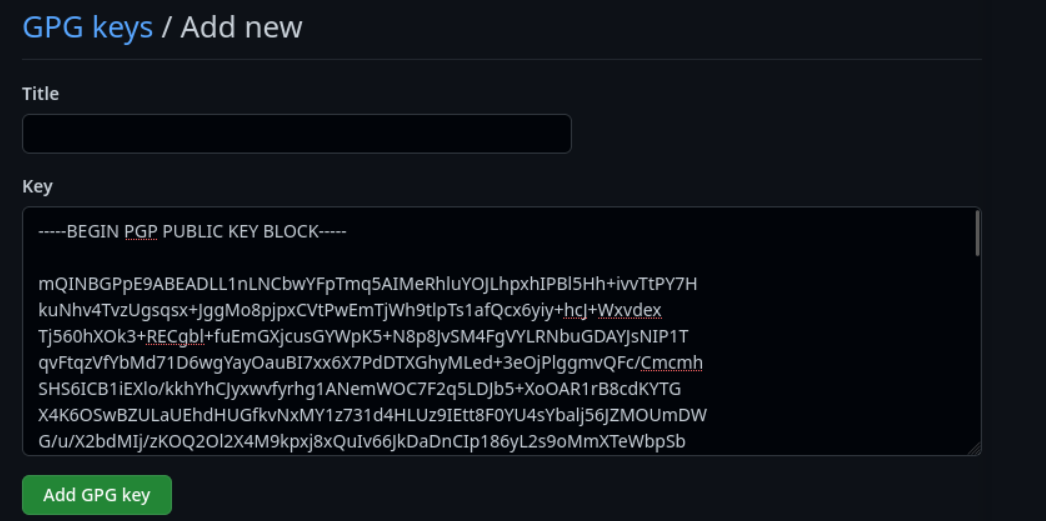 GPG keys / Add new
Title
Key
-----BEGIN PGP PUBLIC KEY BLOCK-----
mQINBGPpE9ABEADLL1nLNCbwYFpTmq5AIMeRhluYOJLhpxhIPBl5Hh+ivvTtPY7H
kuNhv4TvzUgsqsx+JggMo8pjpxCVtPwEmTjWh9tlpTs1afQcx6yiy+hcJ+Wxvdex
Tj560hXOk3+RECgbl+fuEmGXjcusGYWpK5+N8p8JvSM4FgVYLRNbuGDAYJsNIP1T
qvFtqzVfYbMd71D6wgYayOauBI7xx6X7PdDTXGhyMLed+3eOjPlggmvQFc/Cmcmh
SHS6ICB1iEXlo/kkhYhCJyxwvfyrhg1ANemWOC7F2q5LDJb5+XoOAR1rB8cdKYTG
X4K6OSwBZULaUEhdHUGfkvNxMY1z731d4HLUz9IEtt8F0YU4sYbalj56JZMOUmDW
G/u/X2bdMIj/zKOQ2Ol2X4M9kpxj8xQuIv66JkDaDnCIp186yL2s9oMmXTeWbpSb
Add GPG key